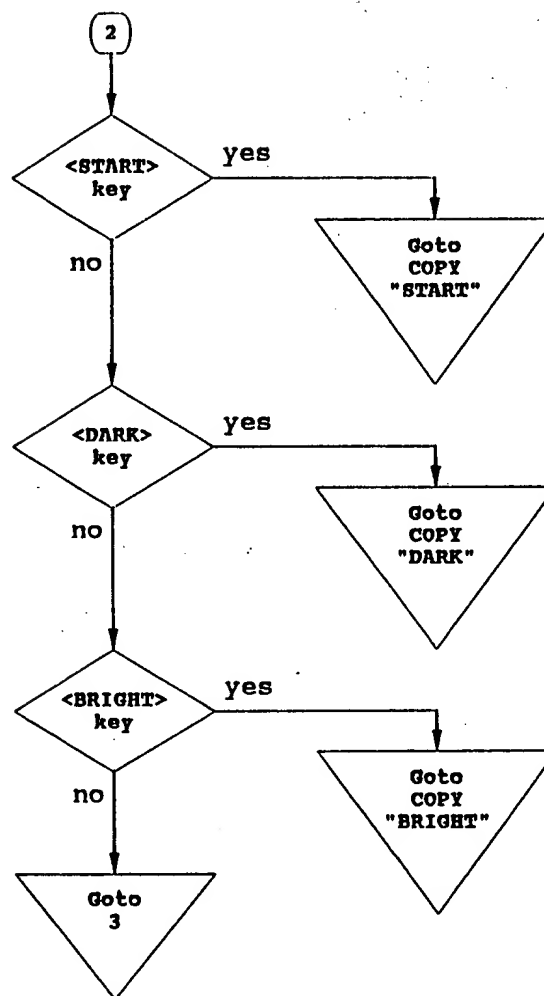 2
<START>
key
yes
Goto
COPY
"START"
no
<DARK>
key
yes
Goto
COPY
"DARK"
no
<BRIGHT>
key
yes
Goto
COPY
"BRIGHT"
no
Goto
3